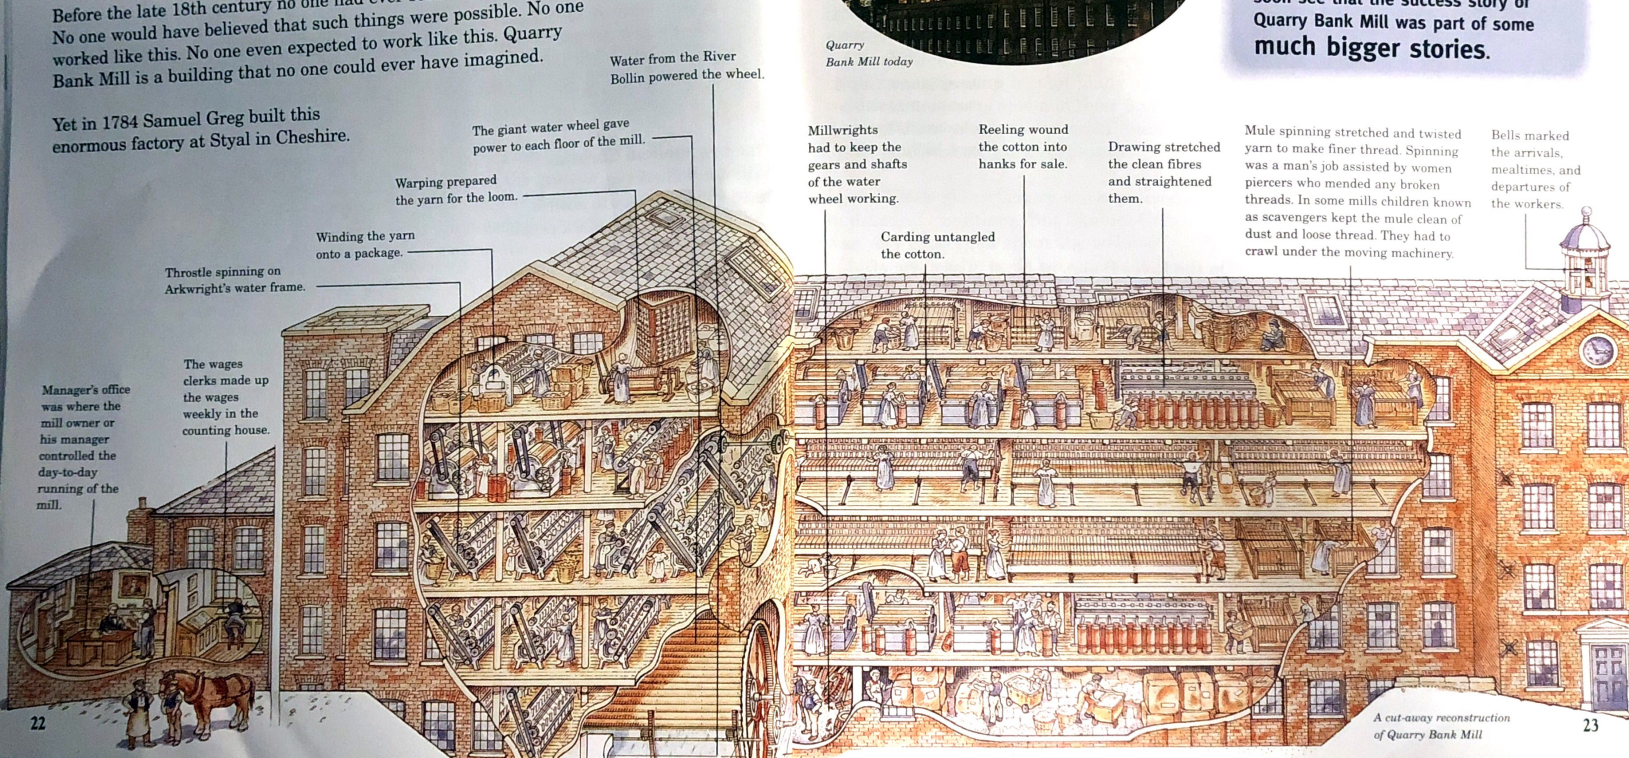 Before the late 18th century no one had
No one would have believed that such things were possible. No one
worked like this. No one even expected to work like this. Quarry
Bank Mill is a building that no one could ever have imagined.
Yet in 1784 Samuel Greg built this
enormous factory at Styal in Cheshire.
Water from the River
Bollin powered the wheel.
The giant water wheel gave
power to each floor of the mill.
Warping prepared
the yarn for the loom.
Winding the yarn
onto a package.
Throstle spinning on
Arkwright's water frame.
The wages
clerks made up
the wages
weekly in the
counting house.
Manager's office
was where the
mill owner or
his manager
controlled the
day-to-day
running of the
mill.
22
Quarry
Bank Mill today
soon see that the success story of
Quarry Bank Mill was part of some
much bigger stories.
Millwrights
had to keep the
gears and shafts
of the water
wheel working.
Reeling wound
the cotton into
hanks for sale.
Carding untangled
the cotton.
Drawing stretched
the clean fibres
and straightened
them.
Mule spinning stretched and twisted
yarn to make finer thread. Spinning
was a man's job assisted by women
piercers who mended any broken
threads. In some mills children known
as scavengers kept the mule clean of
dust and loose thread. They had to
crawl under the moving machinery.
Bells marked
the arrivals,
mealtimes, and
departures of
the workers.
A cut-away reconstruction
of Quarry Bank Mill
23